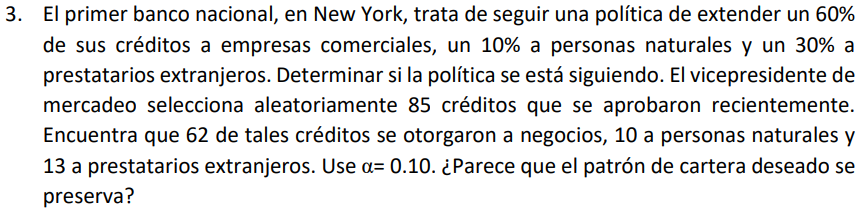 3. El primer banco nacional, en New York, trata de seguir una política de extender un 60%
de sus créditos a empresas comerciales, un 10% a personas naturales y un 30% a
prestatarios extranjeros. Determinar si la política se está siguiendo. El vicepresidente de
mercadeo selecciona aleatoriamente 85 créditos que se aprobaron recientemente.
Encuentra que 62 de tales créditos se otorgaron a negocios, 10 a personas naturales y
13 a prestatarios extranjeros. Use α= 0.10. ¿Parece que el patrón de cartera deseado se
preserva?